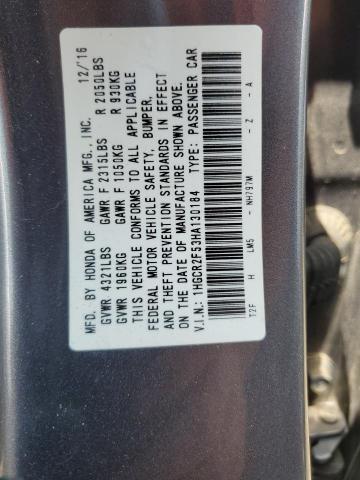 MFD. BY HONDA OF AMERICA MFG., INC. 12/16
GVWR 4321LBS GAWR F 2315LBS R 2050LBS
GVWR 1960KG GAWR F 1050KG R 930KG
THIS VEHICLE CONFORMS TO ALL APPLICABLE
FEDERAL MOTOR VEHICLE SAFETY, BUMPER,
AND THEFT PREVENTION STANDARDS IN EFFECT
ON THE DATE OF MANUFACTURE SHOWN ABOVE.
V.I.N.: 1HGCR2F53HA130184 TYPE: PASSENGER CAR
T2F H LM5 - NH797M - Z - A